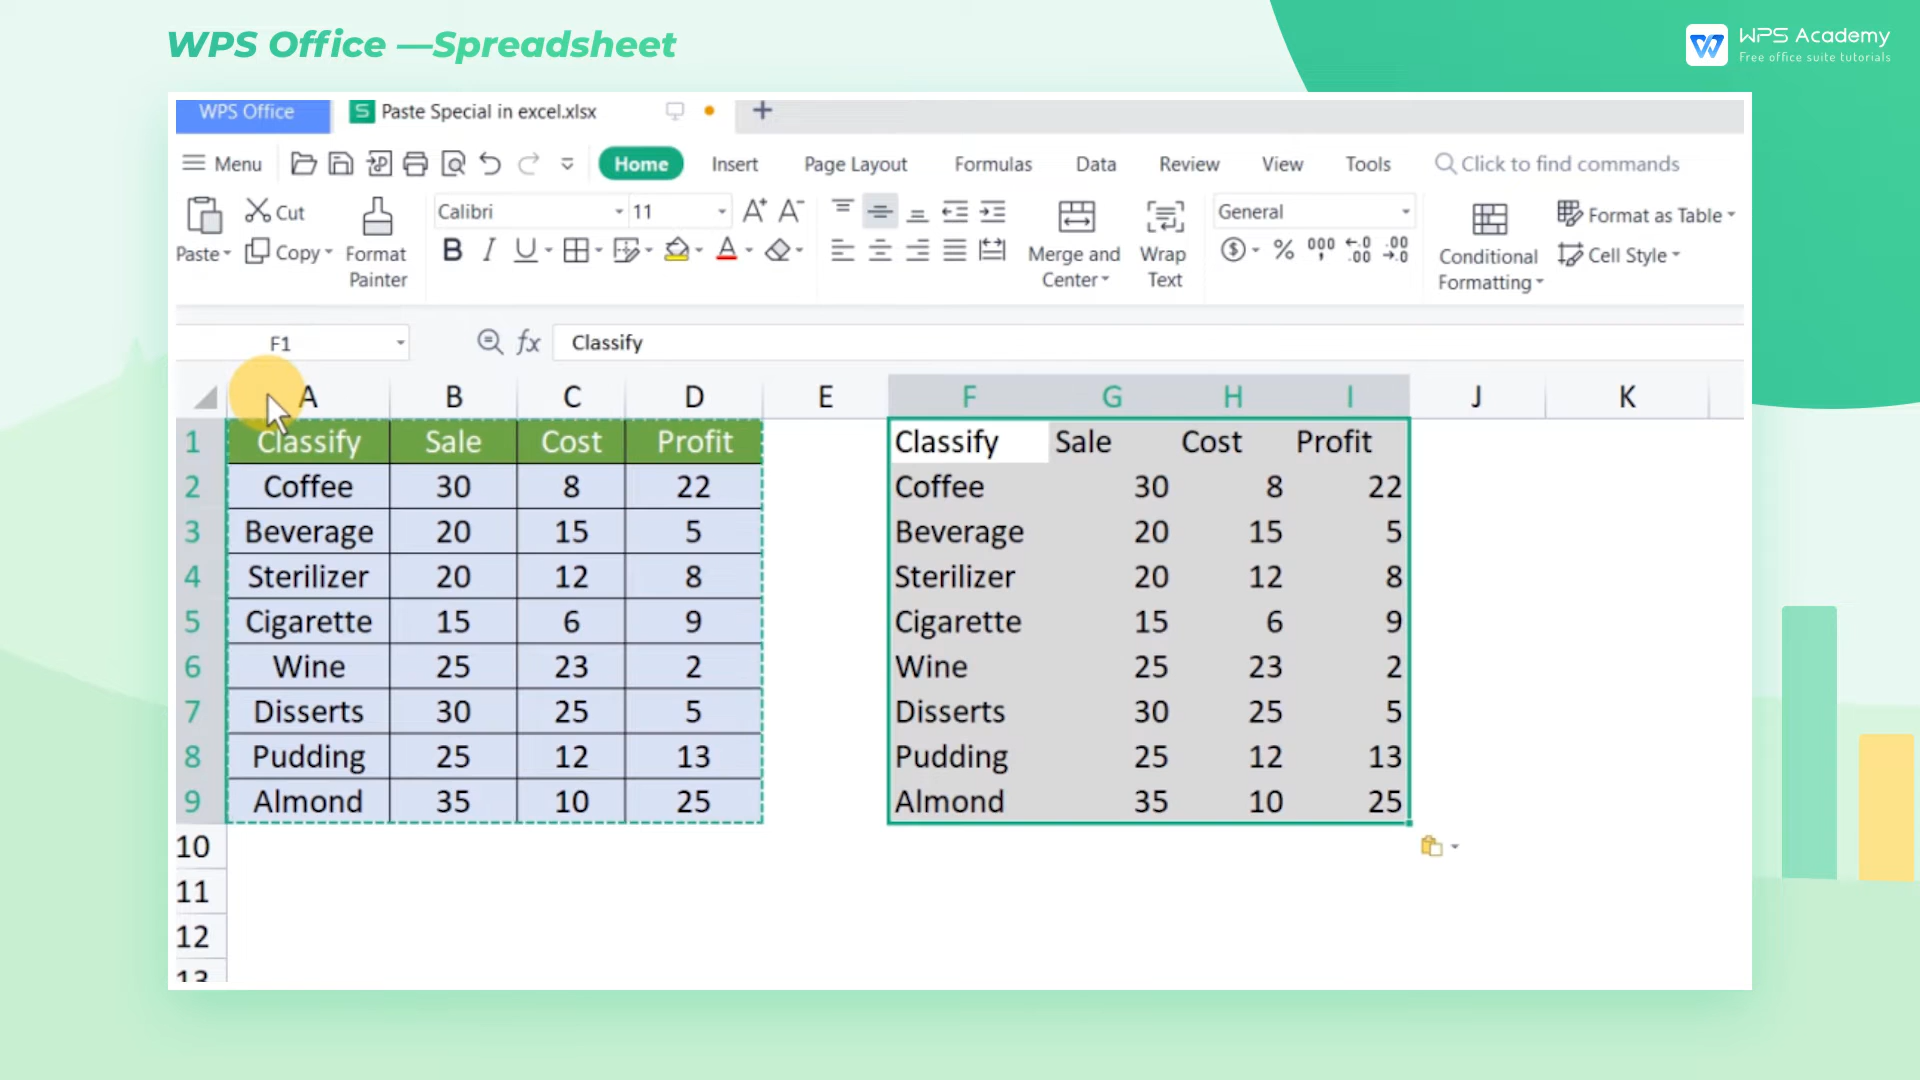 WPS Office —Spreadsheet
WPS Academy
Free office suite tutorials
WPS Office
S Paste Special in excel.xlsx
Menu Home Insert Page Layout Formulas Data Review View Tools Click to find commands
Paste Cut Copy Format Painter
Calibri 11
B I U A
Merge and Center
Wrap Text
General
Conditional Formatting
Format as Table
Cell Style
F1 fx Classify
A B C D E F G H I J K
1 Classify Sale Cost Profit Classify Sale Cost Profit
2 Coffee 30 8 22 Coffee 30 8 22
3 Beverage 20 15 5 Beverage 20 15 5
4 Sterilizer 20 12 8 Sterilizer 20 12 8
5 Cigarette 15 6 9 Cigarette 15 6 9
6 Wine 25 23 2 Wine 25 23 2
7 Disserts 30 25 5 Disserts 30 25 5
8 Pudding 25 12 13 Pudding 25 12 13
9 Almond 35 10 25 Almond 35 10 25
10
11
12
13